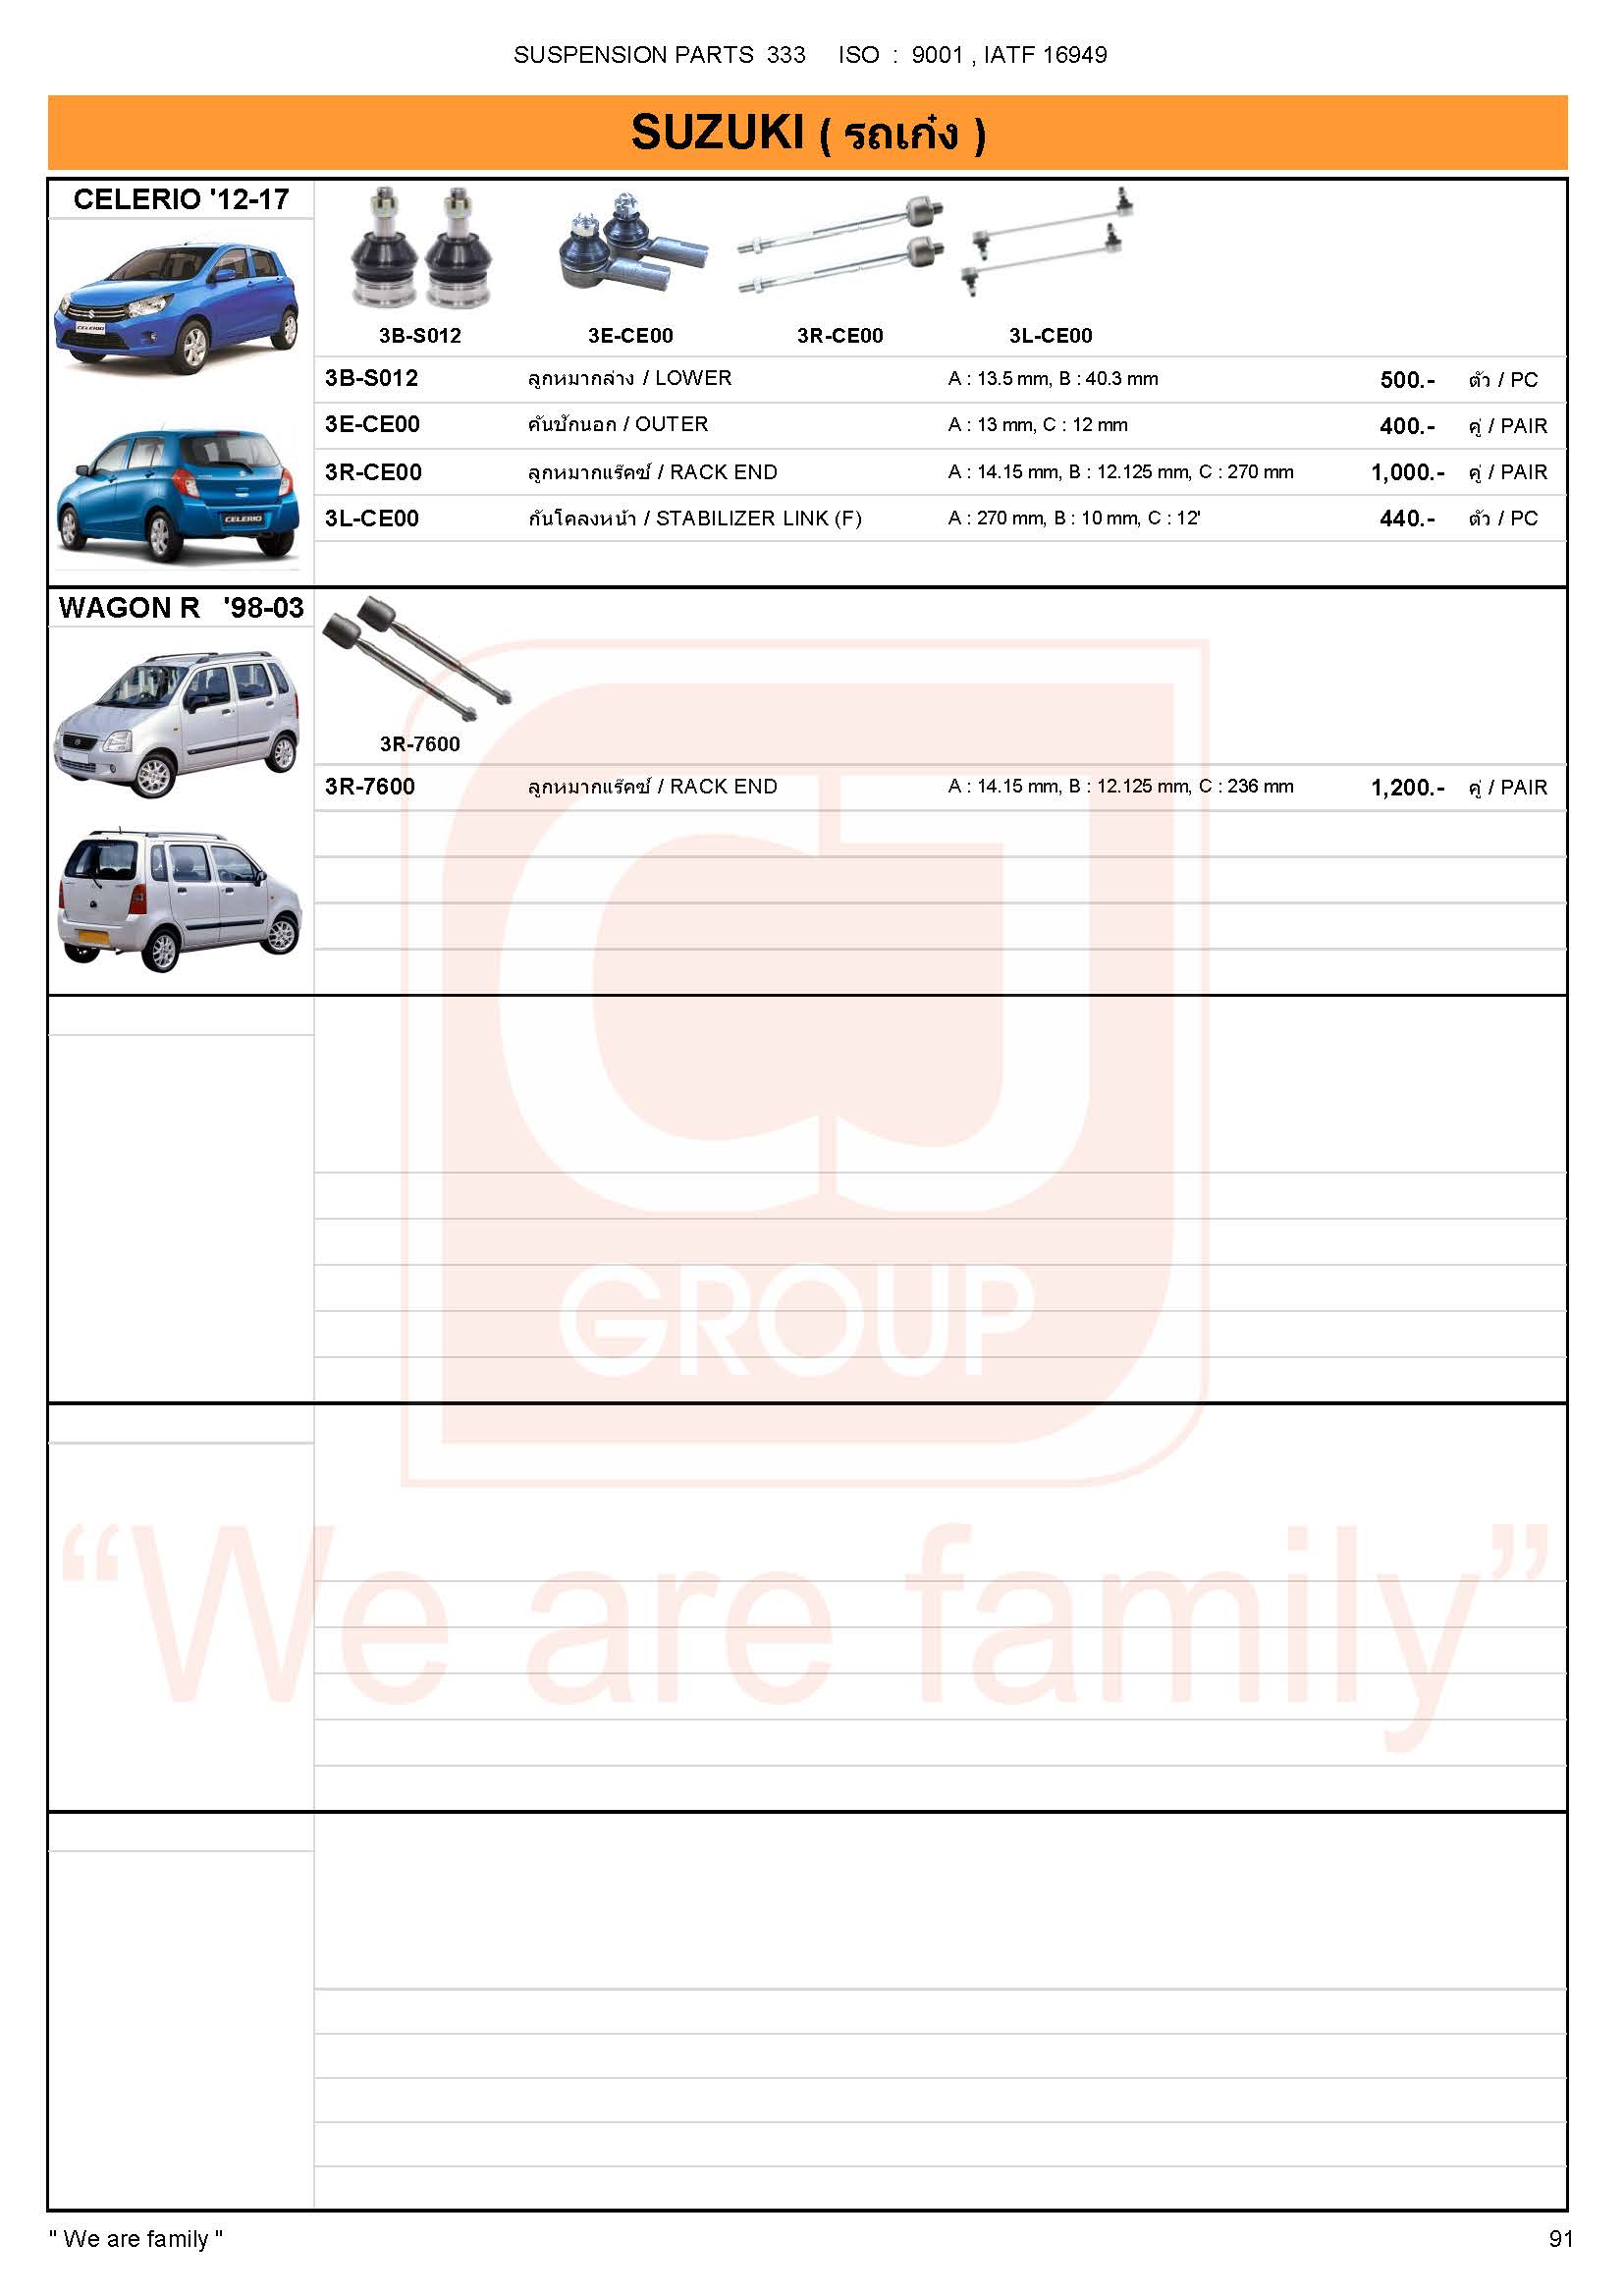 SUSPENSION PARTS 333 ISO : 9001 , IATF 16949
SUZUKI ( รถเก๋ง )
CELERIO '12-17
CELERIO
CELERIO
3B-S012 3E-CE00 3R-CE00 3L-CE00
3B-S012 ลูกหมากล่าง / LOWER A : 13.5 mm, B : 40.3 mm 500.- ตัว / PC
3E-CE00 คันชักนอก / OUTER A : 13 mm, C : 12 mm 400.- คู่ / PAIR
3R-CE00 ลูกหมากแร๊คซ์ / RACK END A : 14.15 mm, B : 12.125 mm, C : 270 mm 1,000.- คู่ / PAIR
3L-CE00 กันโคลงหน้า / STABILIZER LINK (F) A : 270 mm, B : 10 mm, C : 12' 440.- ตัว / PC
WAGON R '98-03
3R-7600
3R-7600 ลูกหมากแร๊คซ์ / RACK END A : 14.15 mm, B : 12.125 mm, C : 236 mm 1,200.- คู่ / PAIR
CJ
GROUP
“We are family”
" We are family " 91